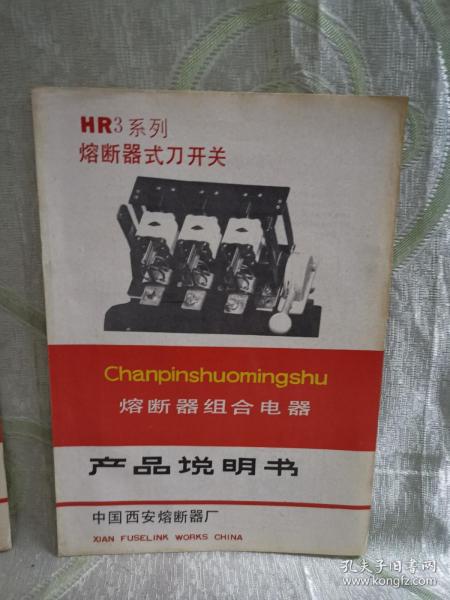 HR3系列
熔断器式刀开关
Chanpinshuomingshu
熔断器组合电器
产品说明书
中国西安熔断器厂
XIAN FUSELINK WORKS CHINA
孔夫子旧书网
www.kongfz.com